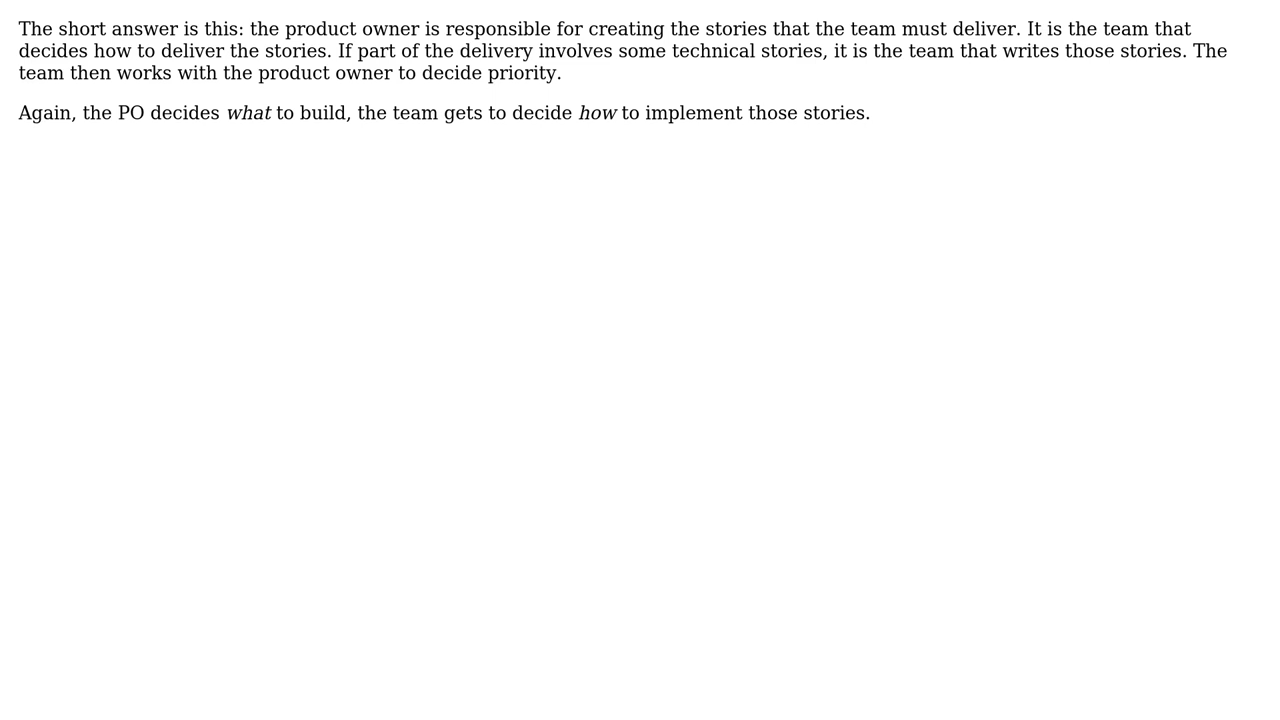 The short answer is this: the product owner is responsible for creating the stories that the team must deliver. It is the team that
decides how to deliver the stories. If part of the delivery involves some technical stories, it is the team that writes those stories. The
team then works with the product owner to decide priority.
Again, the PO decides what to build, the team gets to decide how to implement those stories.